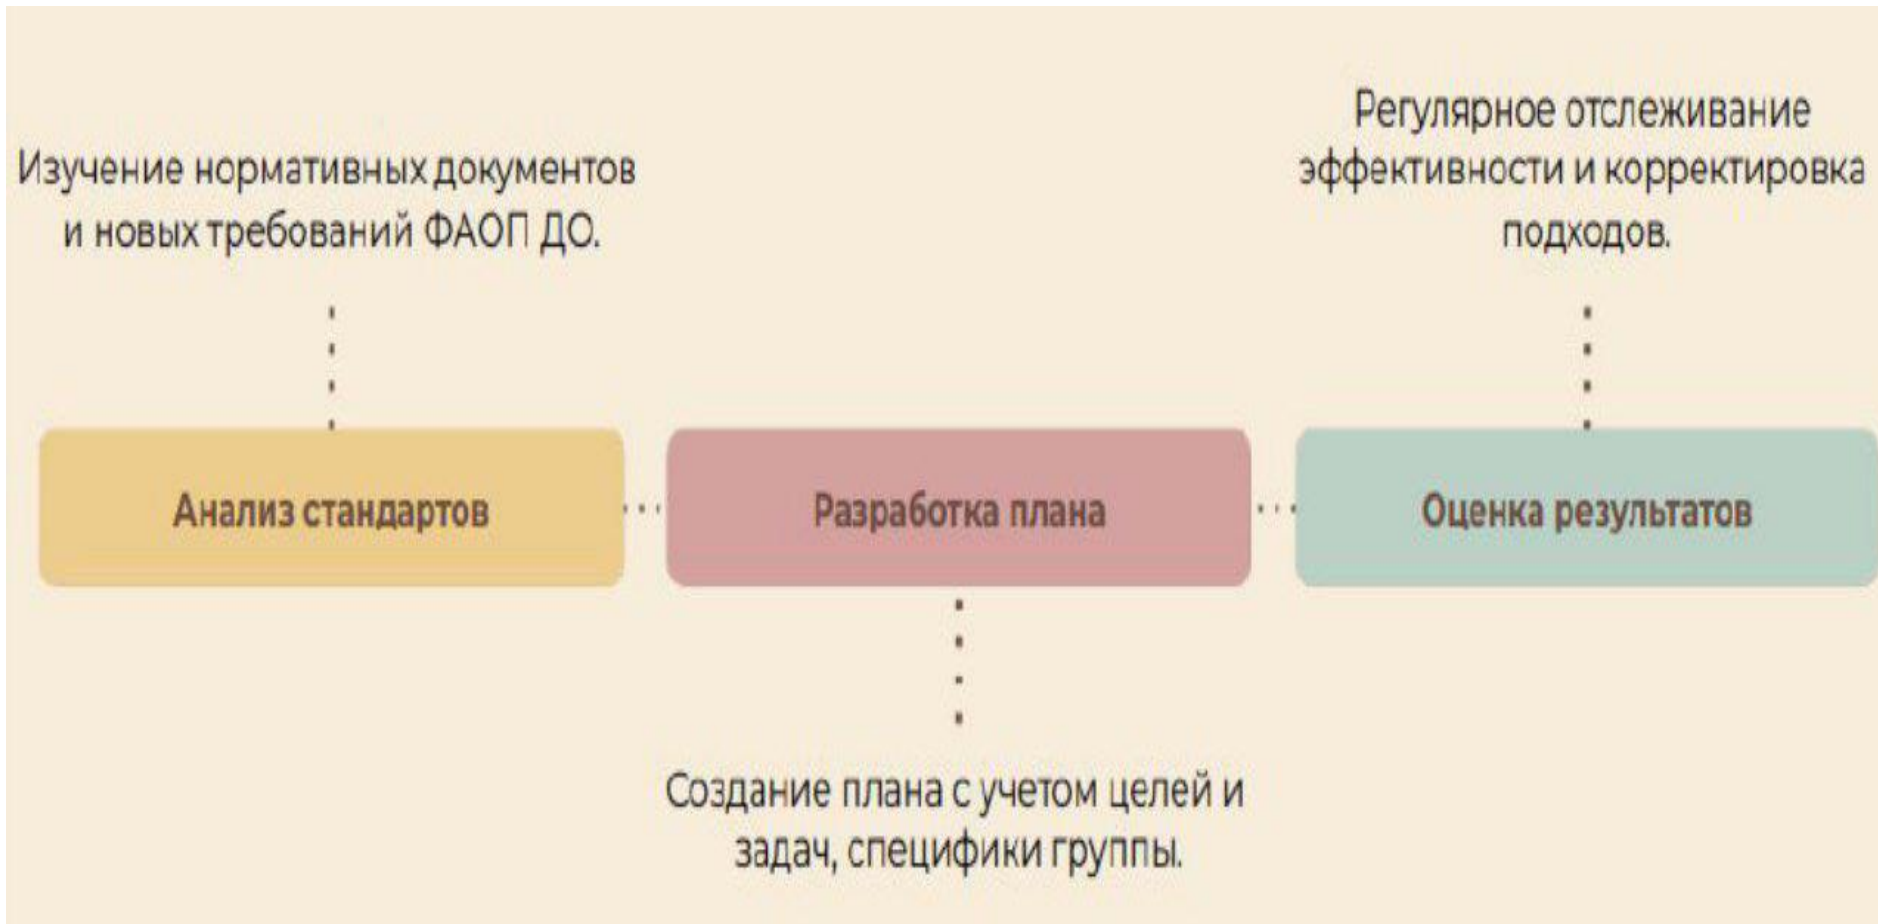 Изучение нормативных документов
и новых требований ФАОП ДО.
Регулярное отслеживание
эффективности и корректировка
подходов.
Анализ стандартов
Разработка плана
Оценка результатов
Создание плана с учетом целей и
задач, специфики группы.